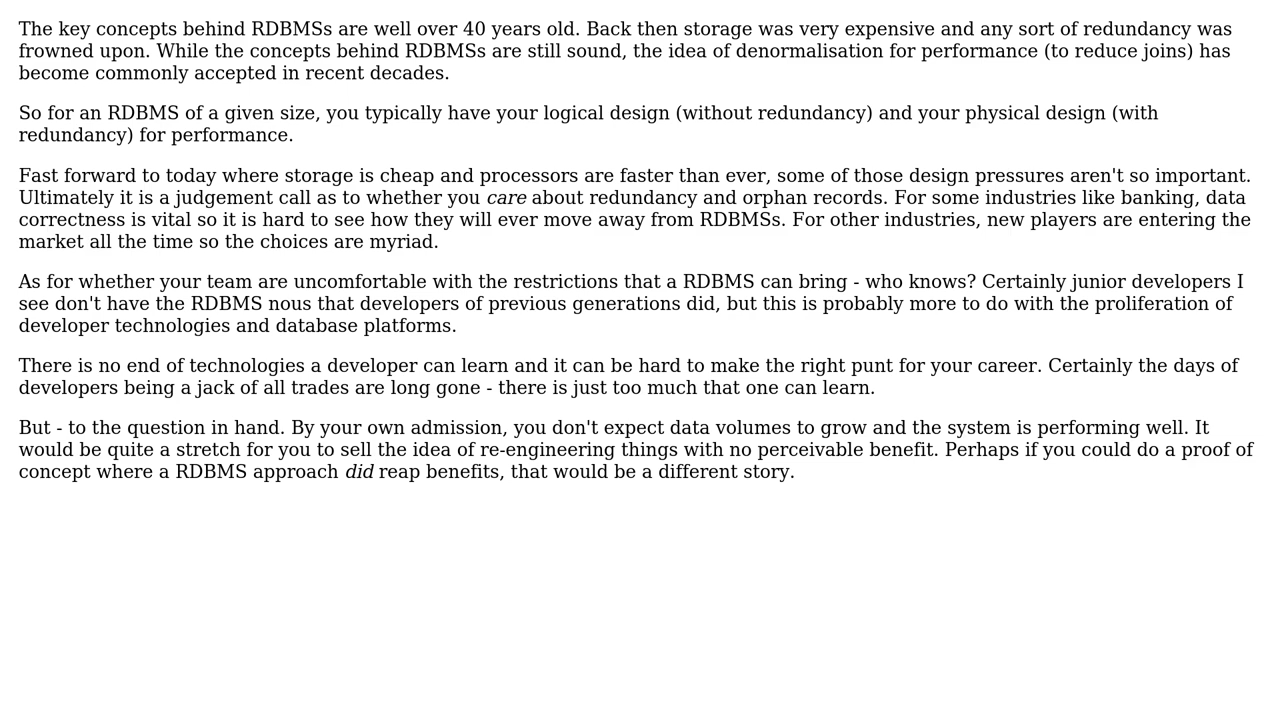 The key concepts behind RDBMSs are well over 40 years old. Back then storage was very expensive and any sort of redundancy was
frowned upon. While the concepts behind RDBMSs are still sound, the idea of denormalisation for performance (to reduce joins) has
become commonly accepted in recent decades.
So for an RDBMS of a given size, you typically have your logical design (without redundancy) and your physical design (with
redundancy) for performance.
Fast forward to today where storage is cheap and processors are faster than ever, some of those design pressures aren't so important.
Ultimately it is a judgement call as to whether you care about redundancy and orphan records. For some industries like banking, data
correctness is vital so it is hard to see how they will ever move away from RDBMSs. For other industries, new players are entering the
market all the time so the choices are myriad.
As for whether your team are uncomfortable with the restrictions that a RDBMS can bring - who knows? Certainly junior developers I
see don't have the RDBMS nous that developers of previous generations did, but this is probably more to do with the proliferation of
developer technologies and database platforms.
There is no end of technologies a developer can learn and it can be hard to make the right punt for your career. Certainly the days of
developers being a jack of all trades are long gone - there is just too much that one can learn.
But - to the question in hand. By your own admission, you don't expect data volumes to grow and the system is performing well. It
would be quite a stretch for you to sell the idea of re-engineering things with no perceivable benefit. Perhaps if you could do a proof of
concept where a RDBMS approach did reap benefits, that would be a different story.